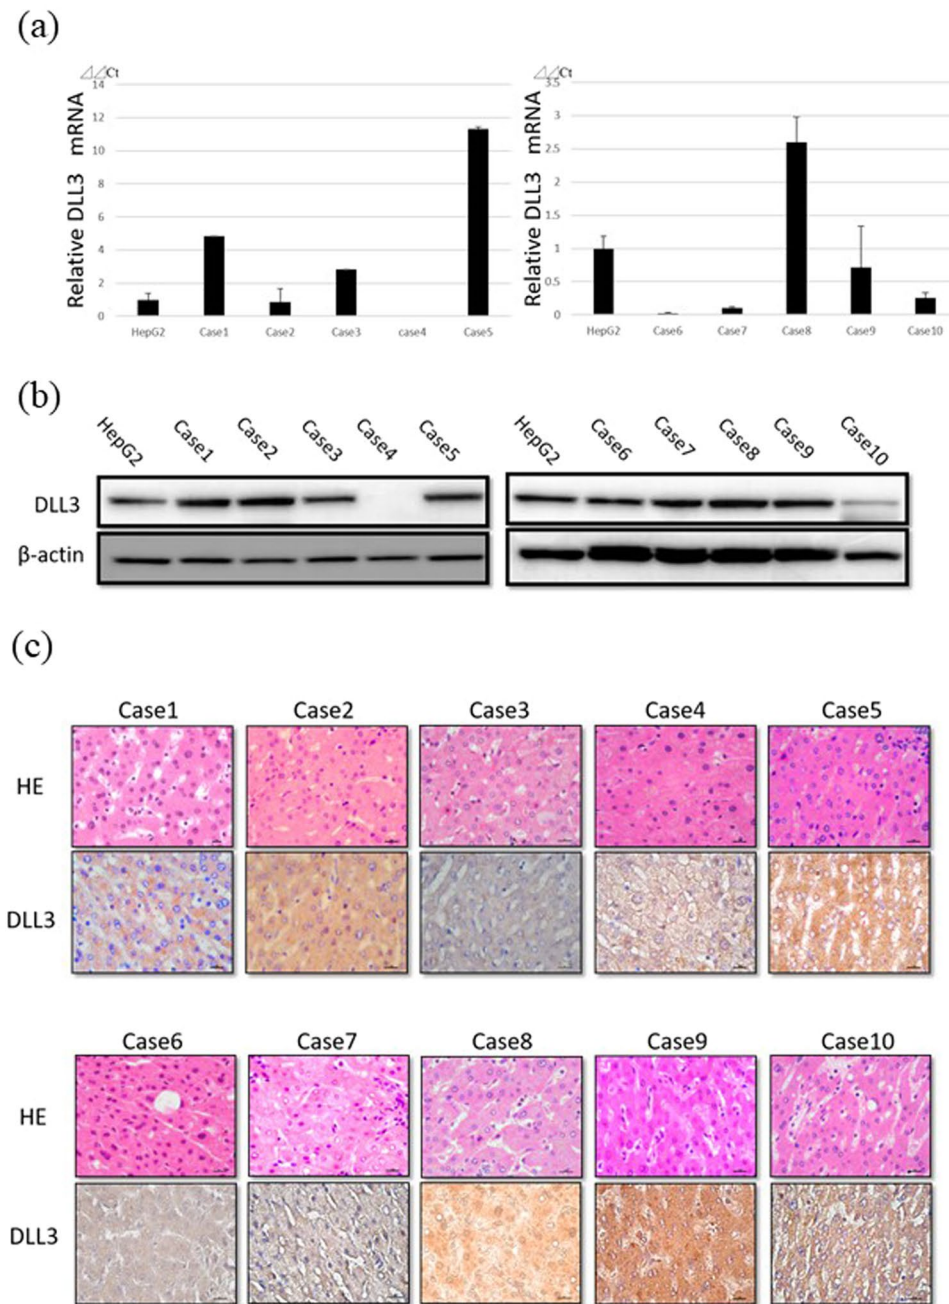 (a)
△△Ct
Relative DLL3 mRNA
14
12
10
8
6
4
2
0
HepG2 Case1 Case2 Case3 case4 Case5
△△Ct
Relative DLL3 mRNA
3.5
3
2.5
2
1.5
1
0.5
0
HepG2 Case6 Case7 Case8 Case9 Case10
(b)
HepG2 Case1 Case2 Case3 Case4 Case5 HepG2 Case6 Case7 Case8 Case9 Case10
DLL3
β-actin
(c)
Case1 Case2 Case3 Case4 Case5
HE
DLL3
Case6 Case7 Case8 Case9 Case10
HE
DLL3